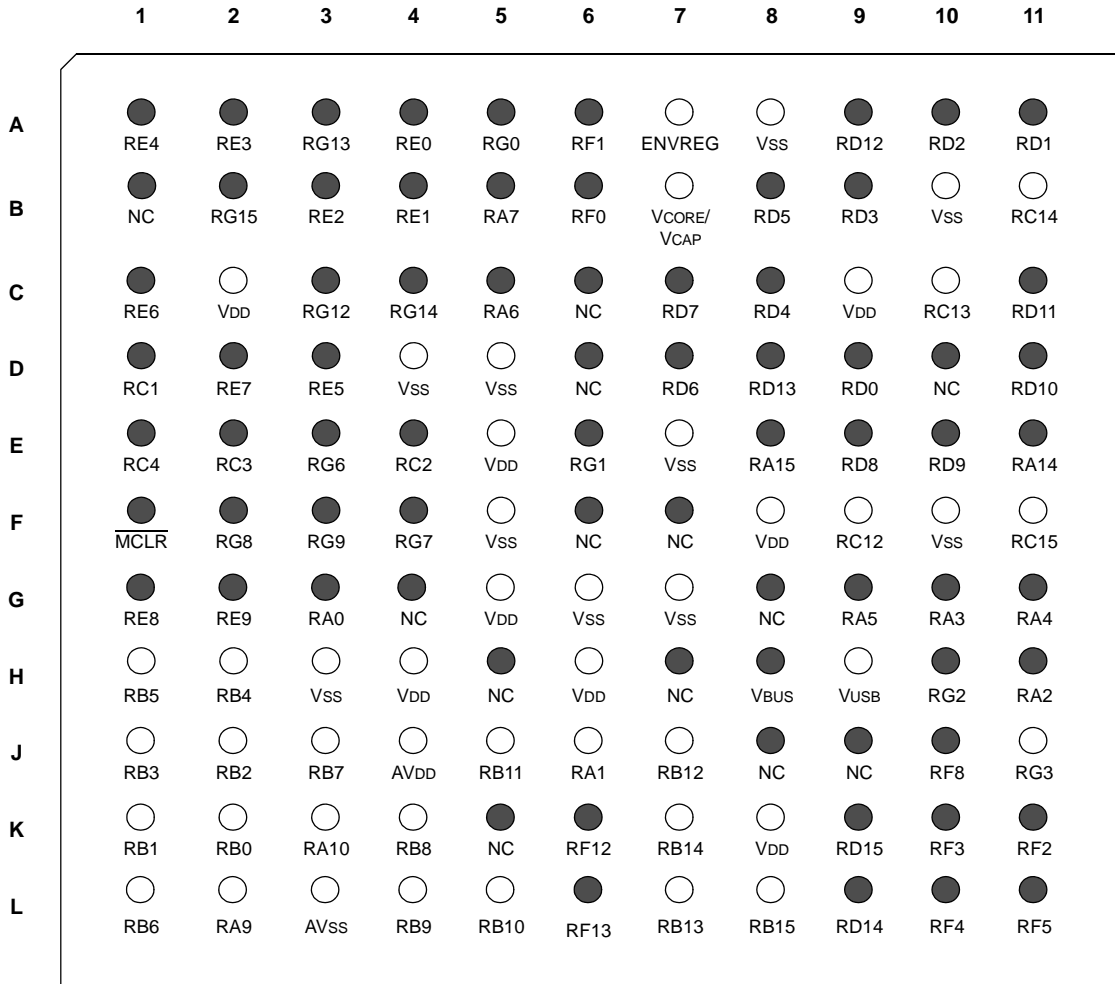 1 2 3 4 5 6 7 8 9 10 11
A
RE4 RE3 RG13 RE0 RG0 RF1 ENVREG VSS RD12 RD2 RD1
B
NC RG15 RE2 RE1 RA7 RF0 VCORE/ RD5 RD3 VSS RC14
VCAP
C
RE6 VDD RG12 RG14 RA6 NC RD7 RD4 VDD RC13 RD11
D
RC1 RE7 RE5 VSS VSS NC RD6 RD13 RD0 NC RD10
E
RC4 RC3 RG6 RC2 VDD RG1 VSS RA15 RD8 RD9 RA14
F
MCLR RG8 RG9 RG7 VSS NC NC VDD RC12 VSS RC15
G
RE8 RE9 RA0 NC VDD VSS VSS NC RA5 RA3 RA4
H
RB5 RB4 VSS VDD NC VDD NC VBUS VUSB RG2 RA2
J
RB3 RB2 RB7 AVDD RB11 RA1 RB12 NC NC RF8 RG3
K
RB1 RB0 RA10 RB8 NC RF12 RB14 VDD RD15 RF3 RF2
L
RB6 RA9 AVSS RB9 RB10 RF13 RB13 RB15 RD14 RF4 RF5